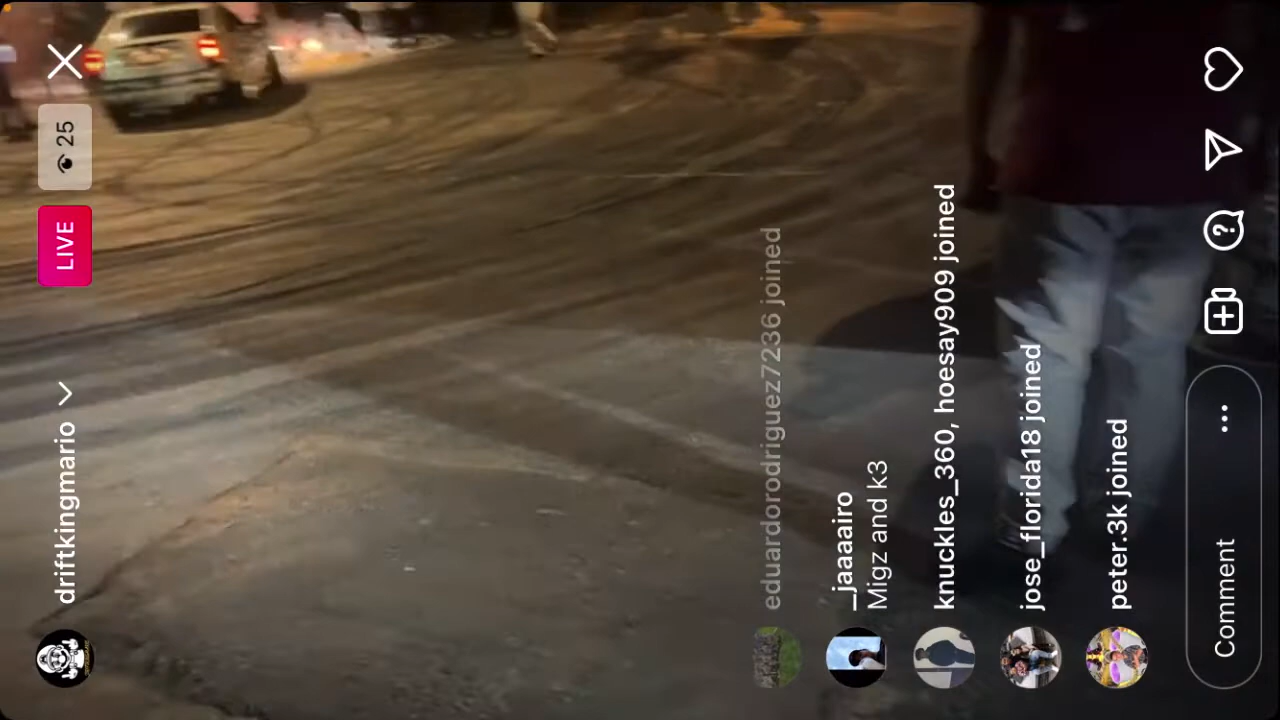 driftkingmario
LIVE
25
eduardorodriguez7236 joined
_jaaaairo
Migz and k3
knuckles_360, hoesay909 joined
jose_florida18 joined
peter.3k joined
Comment